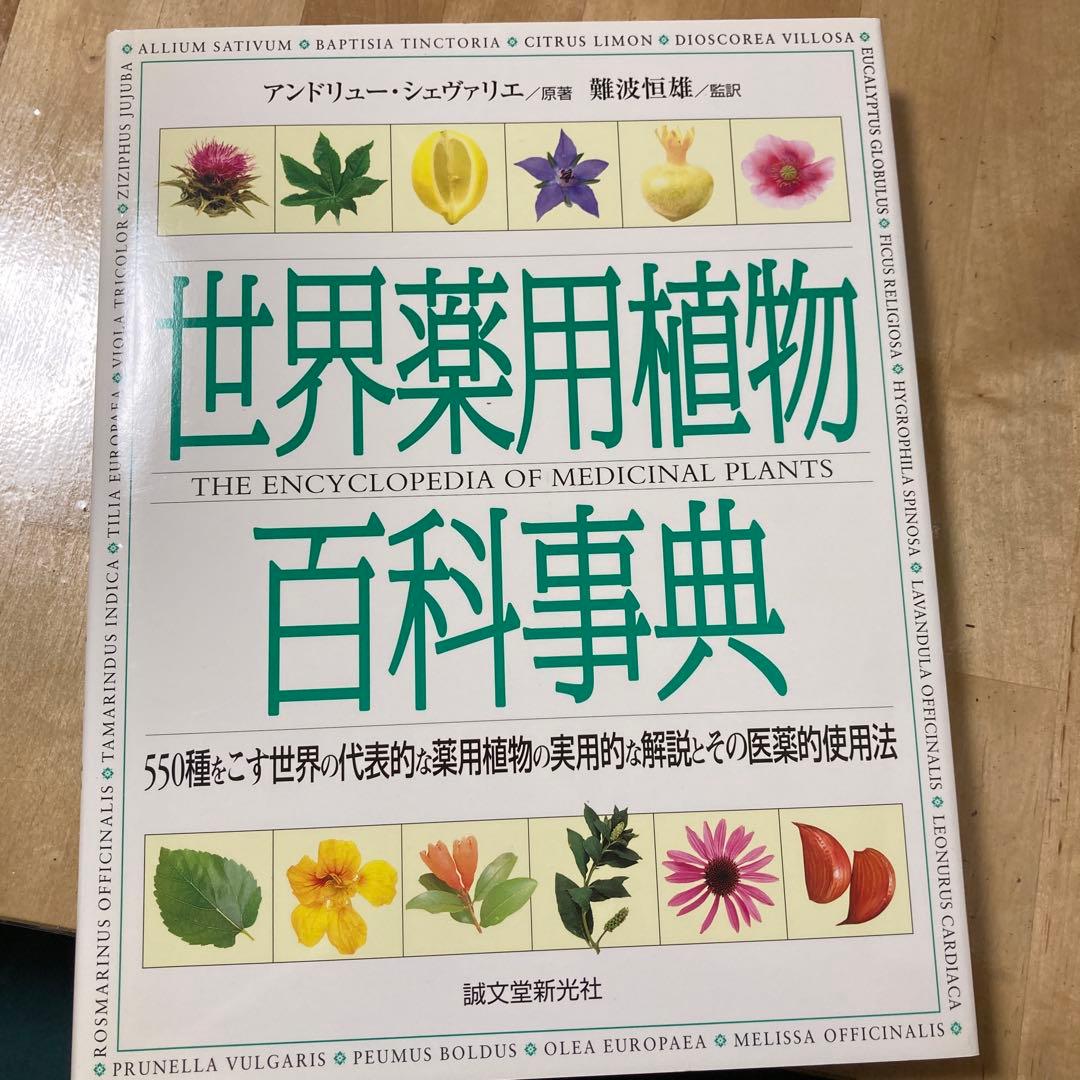 ALLIUM SATIVUM ❋ BAPTISIA TINCTORIA ❋ CITRUS LIMON ❋ DIOSCOREA VILLOSA
EUCALYPTUS GLOBULUS ❋ FICUS RELIGIOSA ❋ HYGROPHILA SPINOSA ❋ LAVANDULA OFFICINALIS ❋ LEONURUS CARDIACA
アンドリュー・シェヴァリエ/原著 難波恒雄/監訳
世界薬用植物
THE ENCYCLOPEDIA OF MEDICINAL PLANTS
百科事典
550種をこす世界の代表的な薬用植物の実用的な解説とその医薬的使用法
誠文堂新光社
ROSMARINUS OFFICINALIS ❋ TAMARINDUS INDICA ❋ TILIA EUROPAEA ❋ VIOLA TRICOLOR ❋ ZIZIPHUS JUJUBA
PRUNELLA VULGARIS ❋ PEUMUS BOLDUS ❋ OLEA EUROPAEA ❋ MELISSA OFFICINALIS